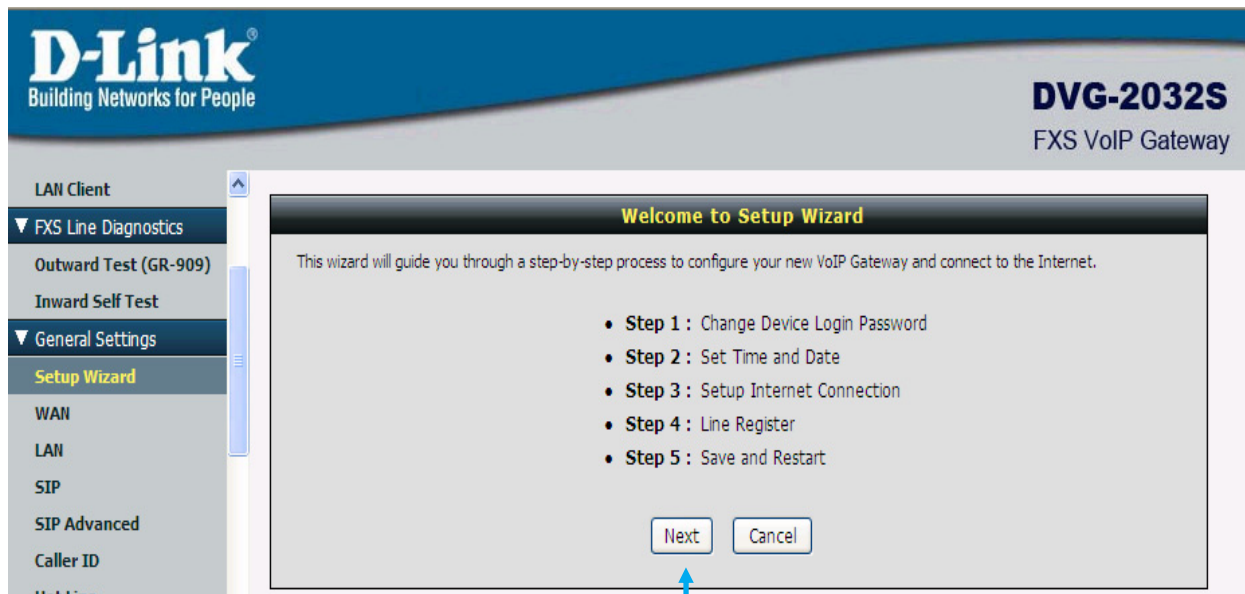 D-Link®
Building Networks for People
DVG-2032S
FXS VoIP Gateway
LAN Client
FXS Line Diagnostics
Outward Test (GR-909)
Inward Self Test
General Settings
Setup Wizard
WAN
LAN
SIP
SIP Advanced
Caller ID
Welcome to Setup Wizard
This wizard will guide you through a step-by-step process to configure your new VoIP Gateway and connect to the Internet.
• Step 1 : Change Device Login Password
• Step 2 : Set Time and Date
• Step 3 : Setup Internet Connection
• Step 4 : Line Register
• Step 5 : Save and Restart
Next Cancel